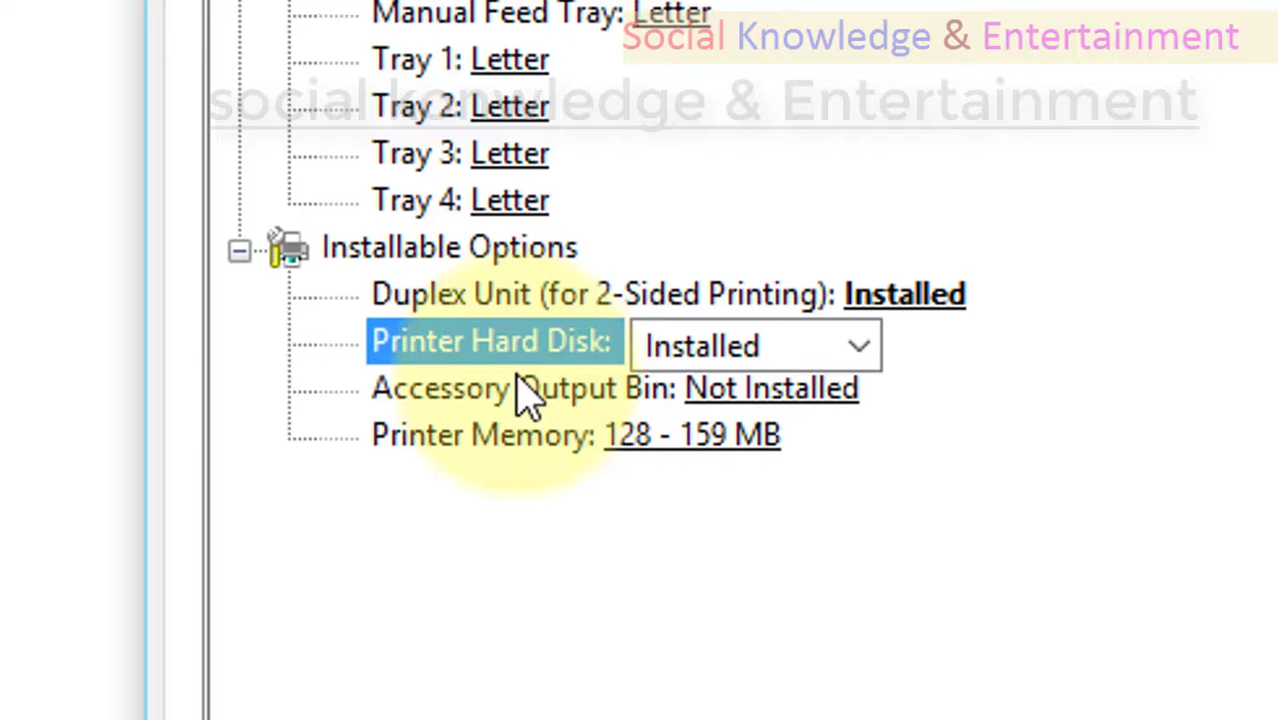 Manual Feed Tray: Letter
Social Knowledge & Entertainment
Tray 1: Letter
social konwledge & Entertainment
Tray 2: Letter
Tray 3: Letter
Tray 4: Letter
Installable Options
Duplex Unit (for 2-Sided Printing): Installed
Printer Hard Disk: Installed
Accessory Output Bin: Not Installed
Printer Memory: 128 - 159 MB